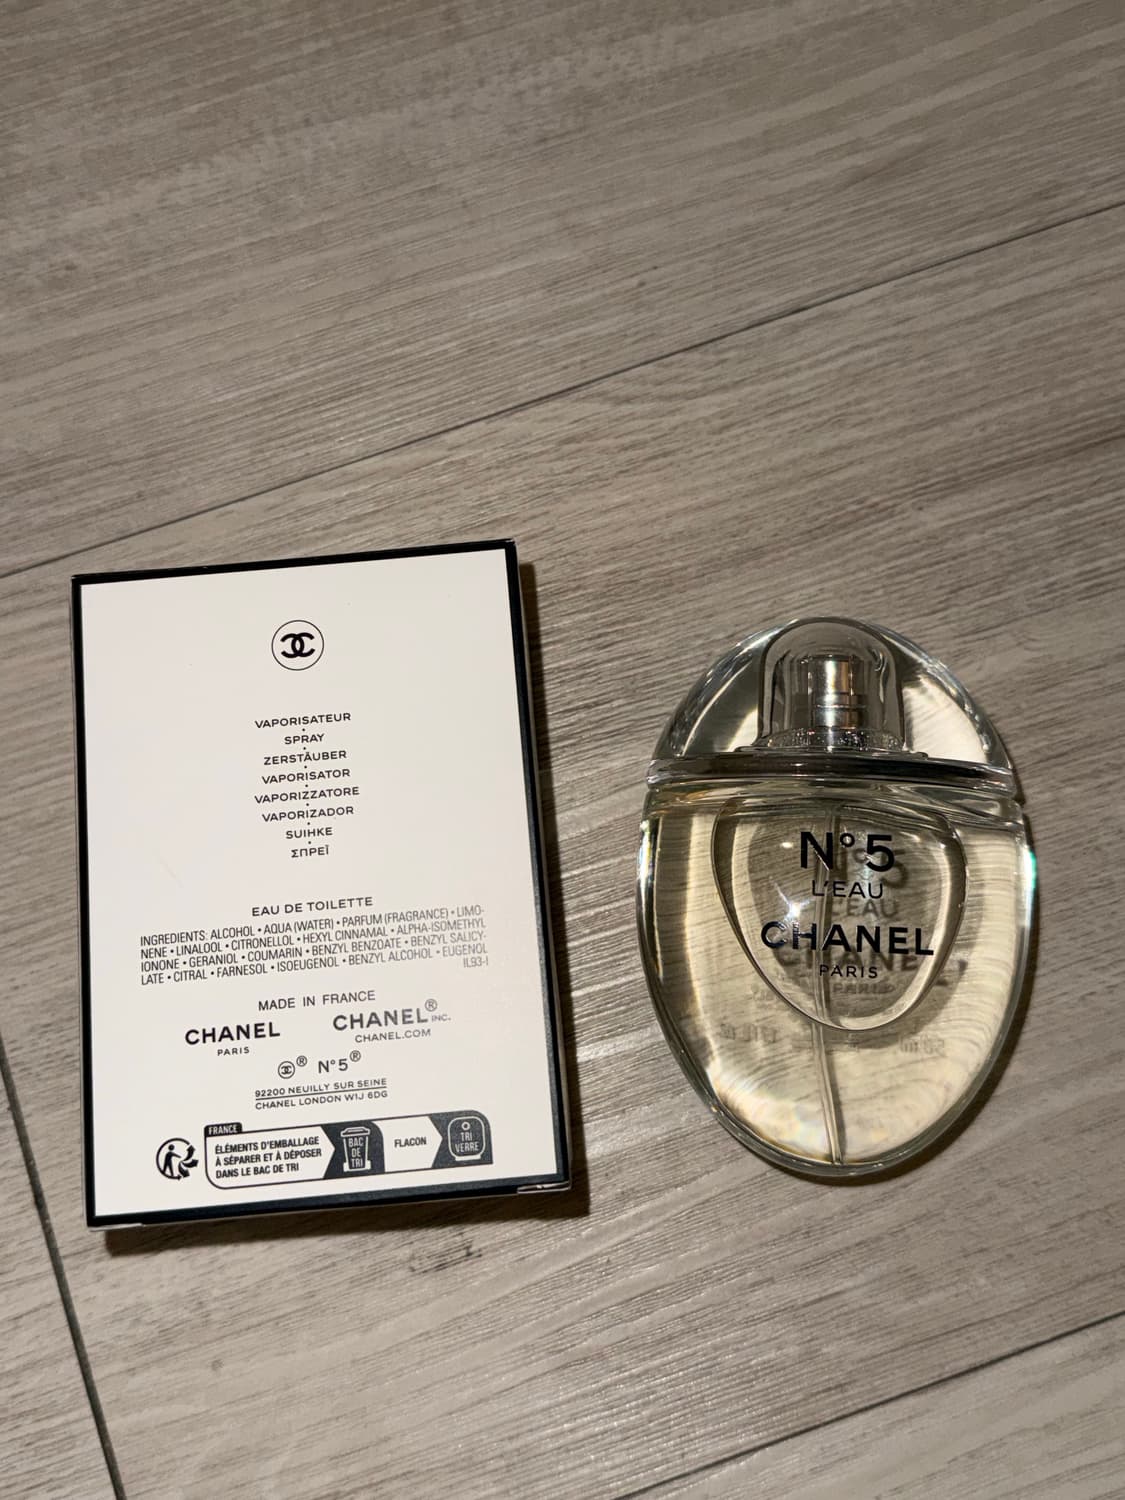 VAPORISATEUR
SPRAY
ZERSTÄUBER
VAPORISATOR
VAPORIZZATORE
VAPORIZADOR
SUIHKE
ΣΠΡΕΪ
EAU DE TOILETTE
INGREDIENTS: ALCOHOL • AQUA (WATER) • PARFUM (FRAGRANCE) • LIMO-
NENE • LINALOOL • CITRONELLOL • HEXYL CINNAMAL • ALPHA-ISOMETHYL
IONONE • GERANIOL • COUMARIN • BENZYL BENZOATE • BENZYL SALICY-
LATE • CITRAL • FARNESOL • ISOEUGENOL • BENZYL ALCOHOL • EUGENOL
IL93-I
MADE IN FRANCE
CHANEL
PARIS
CHANEL® INC.
CHANEL.COM
® N°5®
92200 NEUILLY SUR SEINE
CHANEL LONDON W1J 6DG
FRANCE
ÉLÉMENTS D'EMBALLAGE
À SÉPARER ET À DÉPOSER
DANS LE BAC DE TRI
BAC
DE
TRI
FLACON
TRI
VERRE
N°5
L'EAU
CHANEL
PARIS